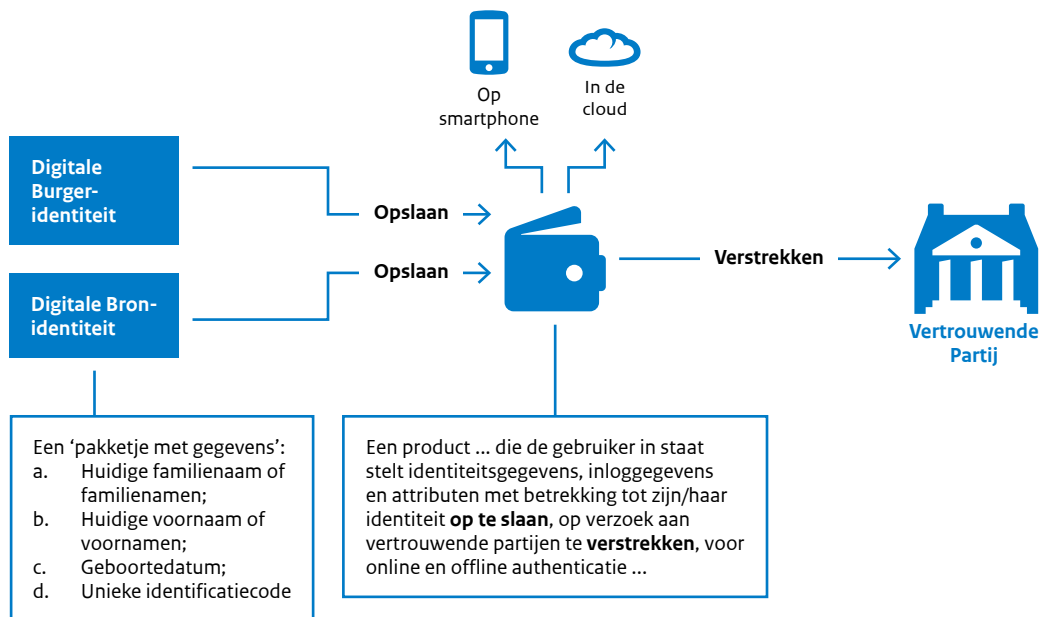 Op
smartphone
In de
cloud
Digitale
Burger-
identiteit
Opslaan
Digitale Bron-
identiteit
Opslaan
Verstrekken
Vertrouwende
Partij
Een ‘pakketje met gegevens’:
a. Huidige familienaam of
familienamen;
b. Huidige voornaam of
voornamen;
c. Geboortedatum;
d. Unieke identificatiecode
Een product ... die de gebruiker in staat
stelt identiteitsgegevens, inloggegevens
en attributen met betrekking tot zijn/haar
identiteit op te slaan, op verzoek aan
vertrouwende partijen te verstrekken, voor
online en offline authenticatie ...